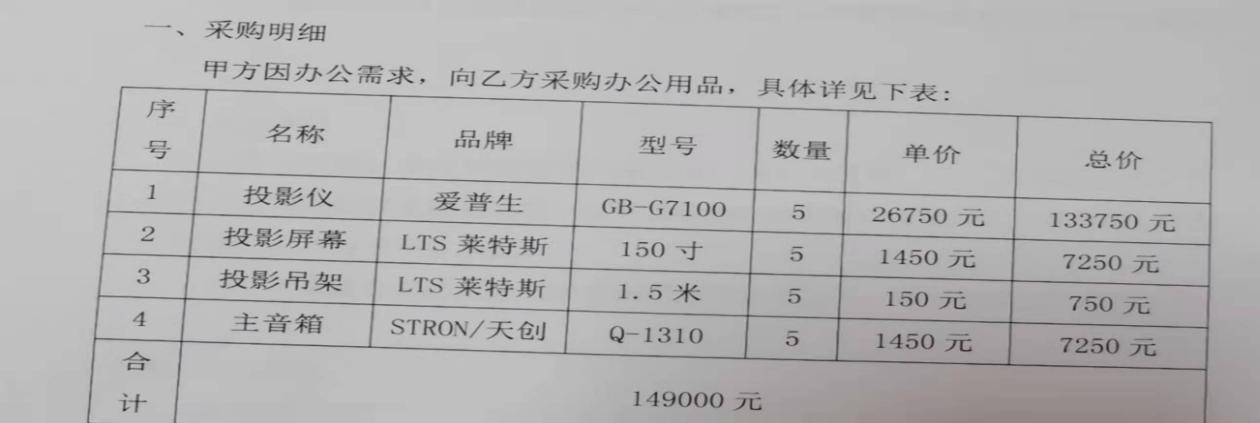 一、采购明细
甲方因办公需求，向乙方采购办公用品，具体详见下表：
序号 名称 品牌 型号 数量 单价 总价
1 投影仪 爱普生 GB-G7100 5 26750 元 133750 元
2 投影屏幕 LTS 莱特斯 150 寸 5 1450 元 7250 元
3 投影吊架 LTS 莱特斯 1.5 米 5 150 元 750 元
4 主音箱 STRON/天创 Q-1310 5 1450 元 7250 元
合计 149000 元